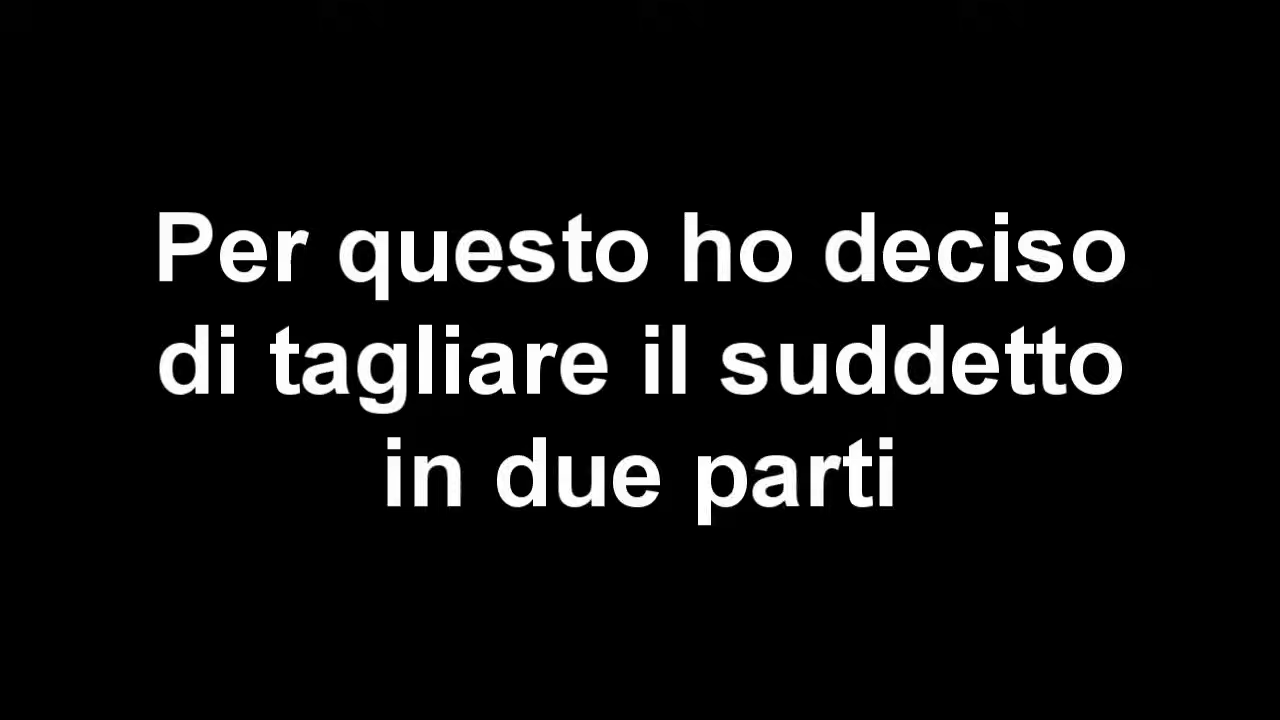 Per questo ho deciso
di tagliare il suddetto
in due parti